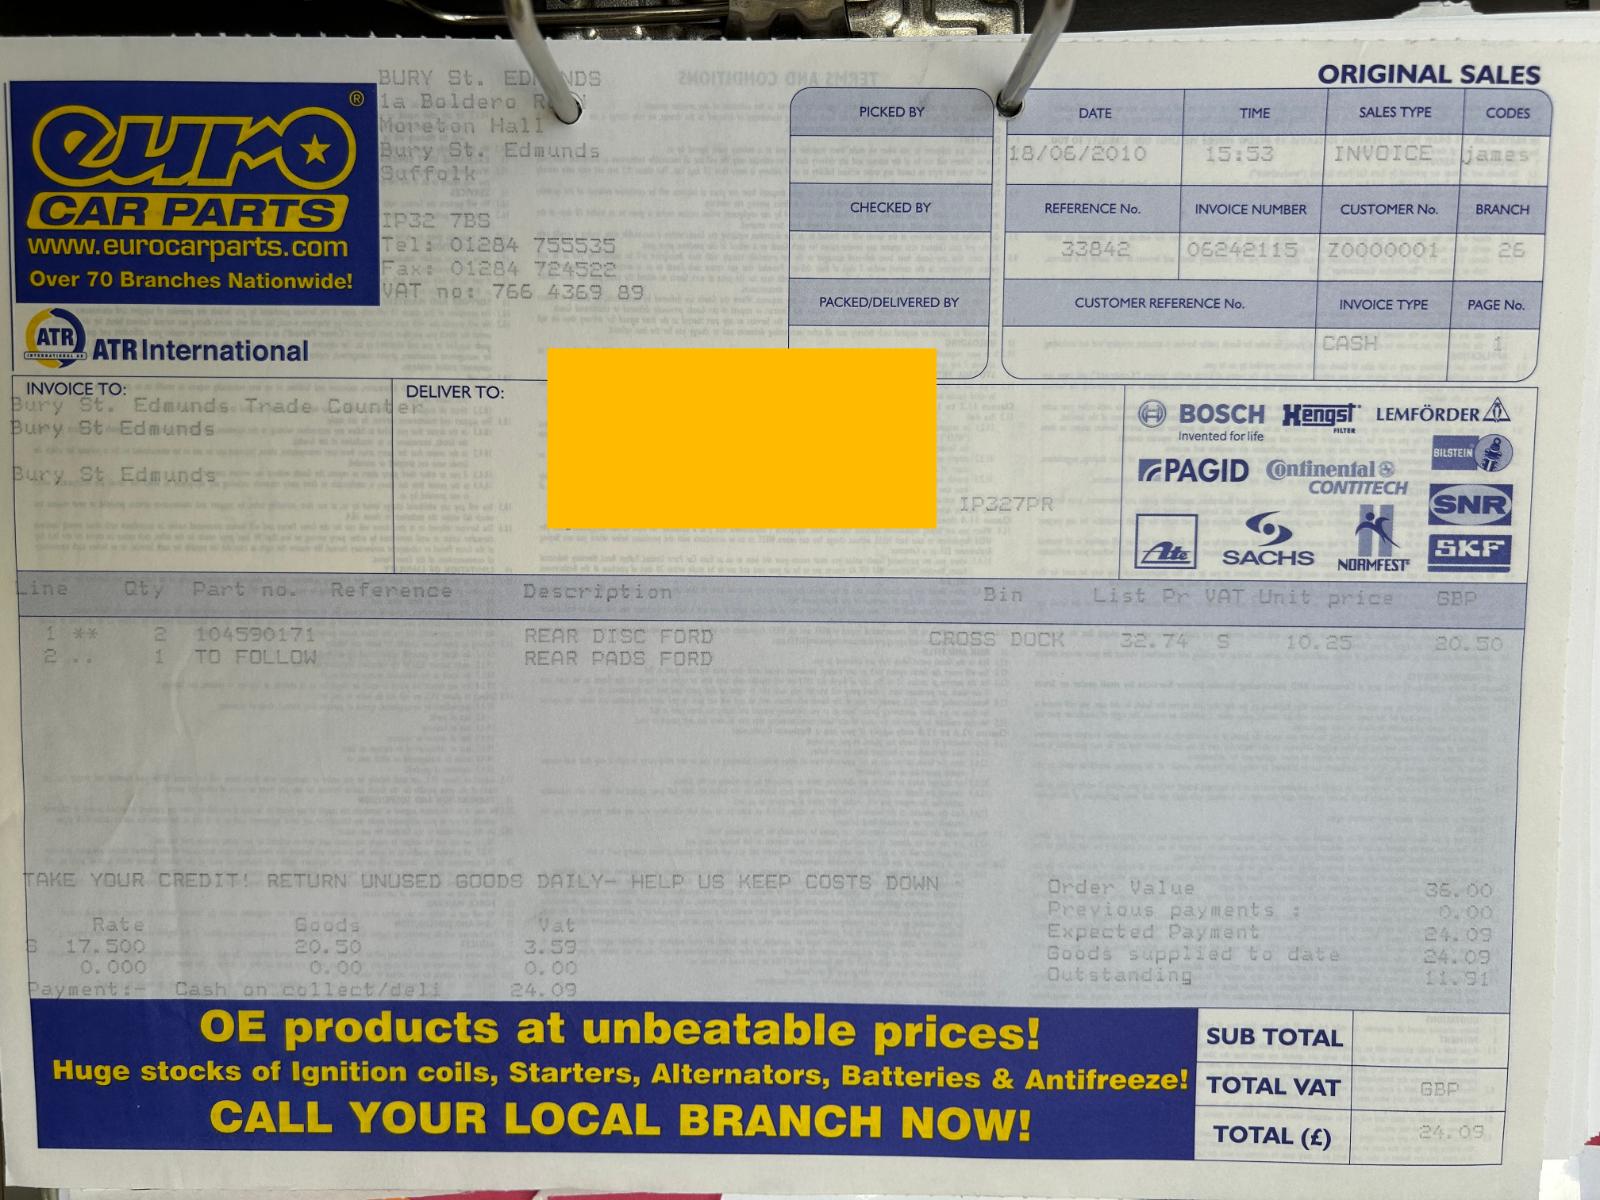 ORIGINAL SALES
euro
®
CAR PARTS
www.eurocarparts.com
Over 70 Branches Nationwide!
ATR
INTERNATIONAL
ATR International
BURY St. EDMUNDS
1a Boldero
Moreton Hall
Bury St. Edmunds
Suffolk
IP32 7BS
Tel: 01284 755535
Fax: 01284 724522
VAT no: 766 4369 89
PICKED BY
CHECKED BY
PACKED/DELIVERED BY
DATE TIME SALES TYPE CODES
18/06/2010 15:53 INVOICE james
REFERENCE No. INVOICE NUMBER CUSTOMER No. BRANCH
33842 06242115 Z0000001 26
CUSTOMER REFERENCE No. INVOICE TYPE PAGE No.
CASH 1
INVOICE TO:
Bury St. Edmunds Trade Counter
Bury St Edmunds
Bury St Edmunds
DELIVER TO:
IP327PR
BOSCH
Invented for life
Hengst
FILTER
LEMFÖRDER
BILSTEIN
PAGID
Continental
CONTITECH
SNR
Ate
SACHS
NORMFEST
SKF
Line Qty Part no. Reference Description Bin List Pr VAT Unit price GBP
1 ** 2 104590171 REAR DISC FORD CROSS DOCK 32.74 S 10.25 20.50
2 .. 1 TO FOLLOW REAR PADS FORD
TAKE YOUR CREDIT! RETURN UNUSED GOODS DAILY- HELP US KEEP COSTS DOWN
Rate Goods Vat
S 17.500 20.50 3.59
0.000 0.00 0.00
Payment:- Cash on collect/deli 24.09
Order Value 36.00
Previous payments : 0.00
Expected Payment 24.09
Goods supplied to date 24.09
Outstanding 11.91
OE products at unbeatable prices!
Huge stocks of Ignition coils, Starters, Alternators, Batteries & Antifreeze!
CALL YOUR LOCAL BRANCH NOW!
SUB TOTAL
TOTAL VAT GBP
TOTAL (£) 24.09